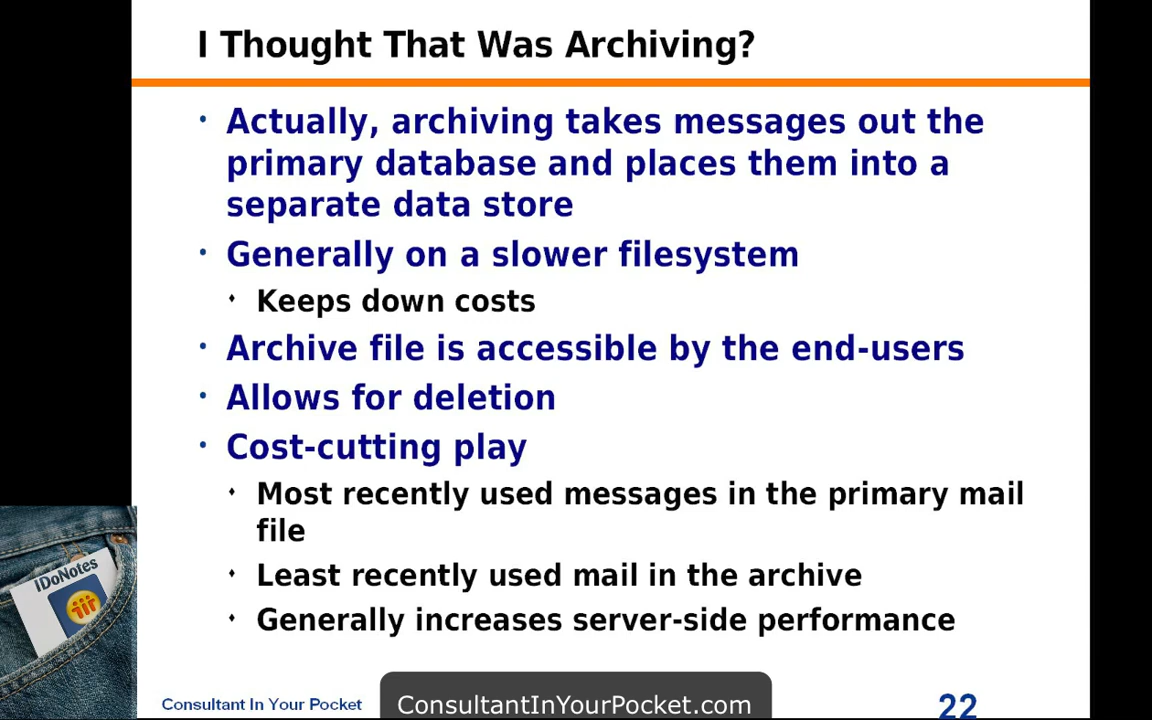 I Thought That Was Archiving?
• Actually, archiving takes messages out the
primary database and places them into a
separate data store
• Generally on a slower filesystem
♦ Keeps down costs
• Archive file is accessible by the end-users
• Allows for deletion
• Cost-cutting play
♦ Most recently used messages in the primary mail
file
♦ Least recently used mail in the archive
♦ Generally increases server-side performance
IDoNotes
Consultant In Your Pocket
ConsultantInYourPocket.com
22